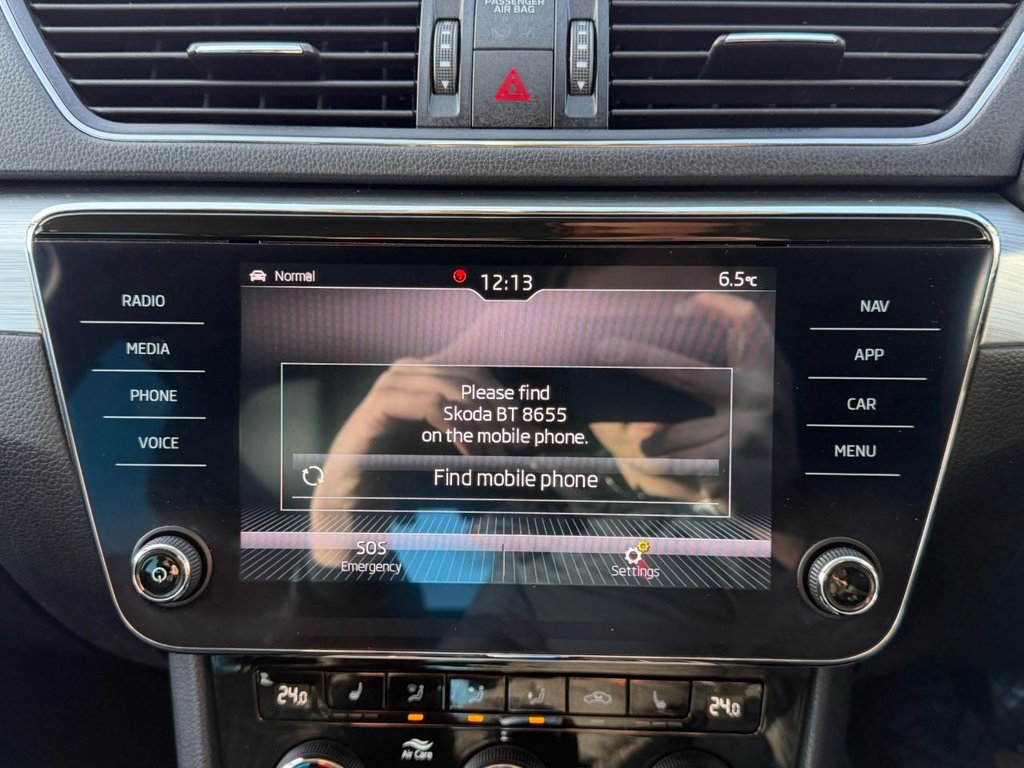 PASSENGER
AIR BAG
Normal
12:13
6.5°C
RADIO
MEDIA
PHONE
VOICE
NAV
APP
CAR
MENU
Please find
Skoda BT 8655
on the mobile phone.
Find mobile phone
SOS
Emergency
Settings
24.0
24.0
Air Care